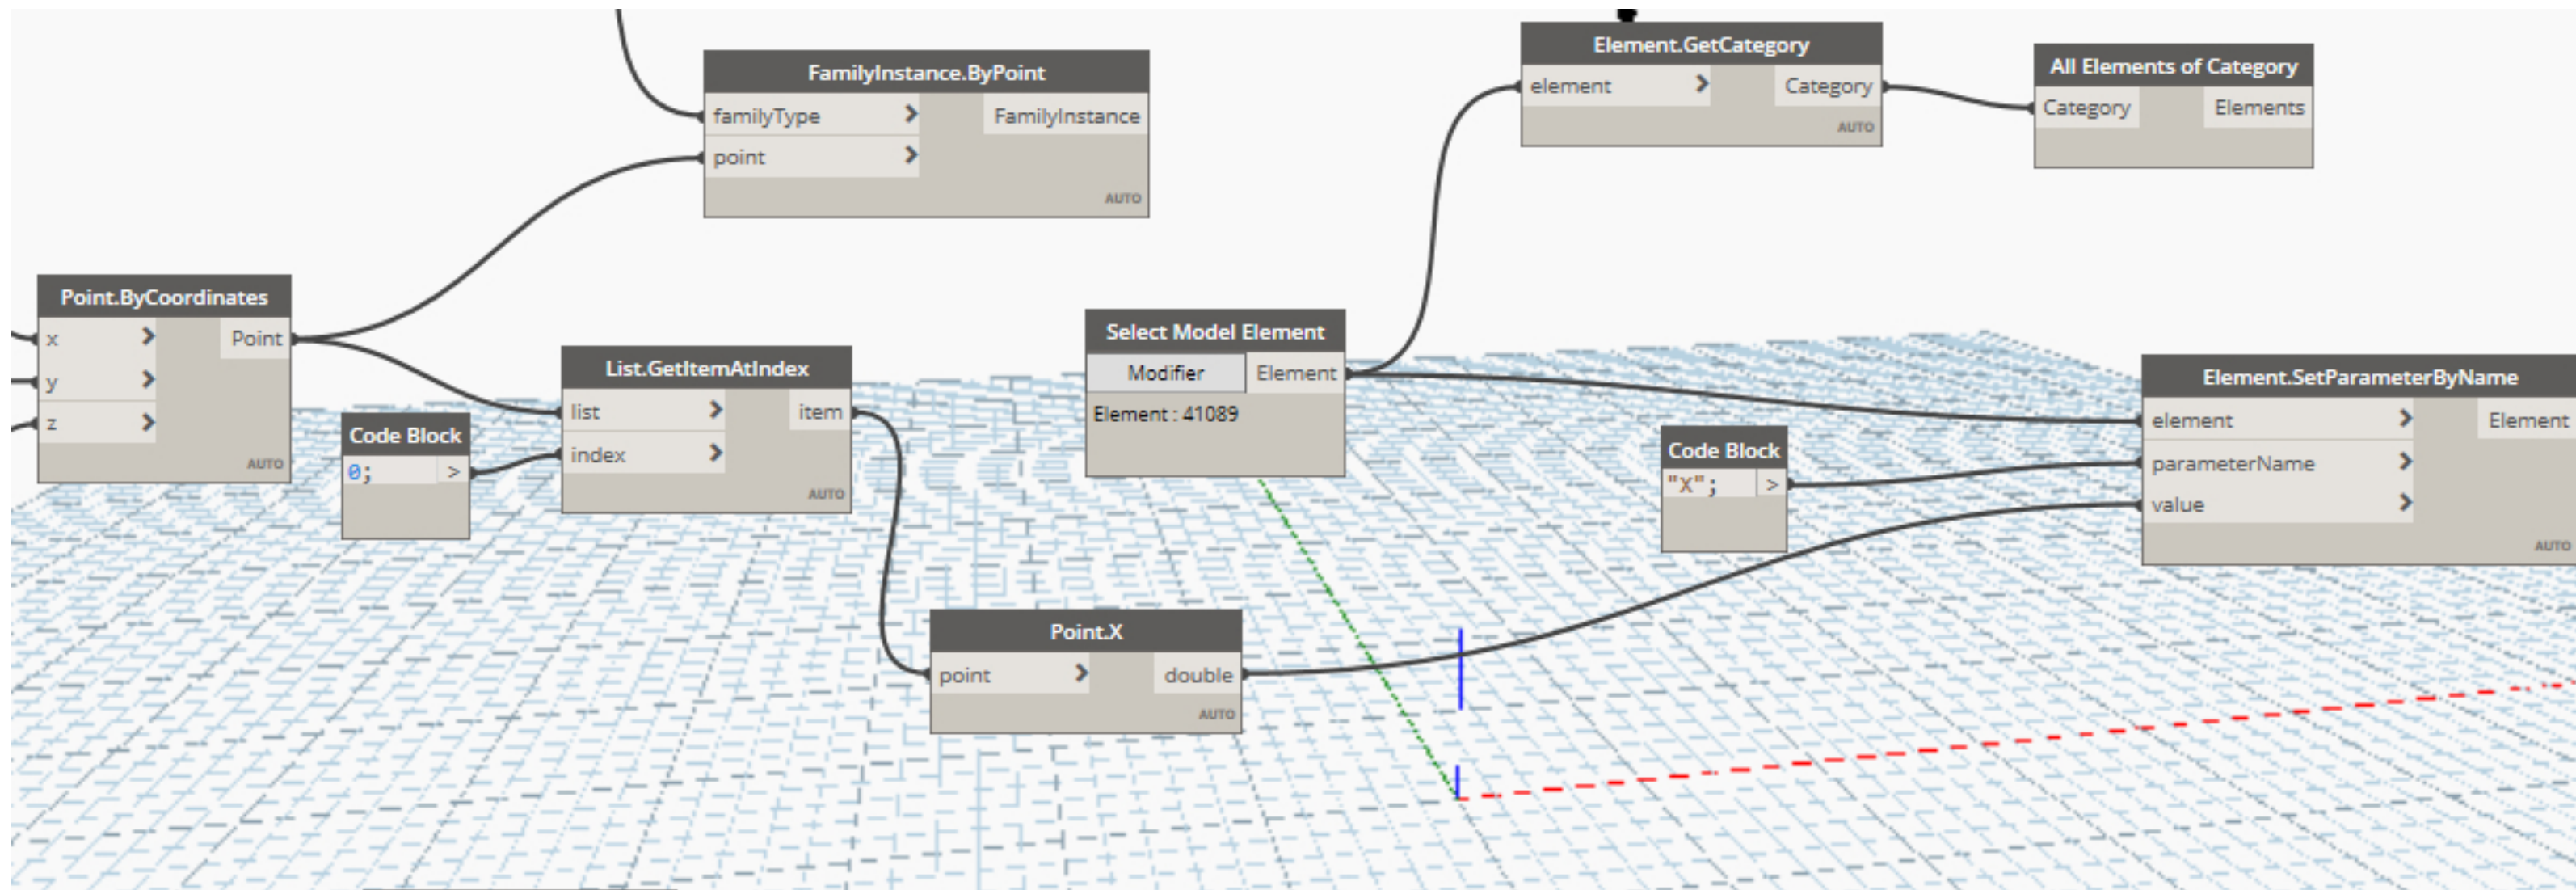 FamilyInstance.ByPoint
familyType > FamilyInstance
point >
AUTO
Element.GetCategory
element > Category
AUTO
All Elements of Category
Category Elements
Point.ByCoordinates
x > Point
y >
z >
AUTO
Code Block
0; >
List.GetItemAtIndex
list > item
index >
AUTO
Select Model Element
Modifier Element
Element : 41089
Code Block
"X"; >
Element.SetParameterByName
element > Element
parameterName >
value >
AUTO
Point.X
point > double
AUTO